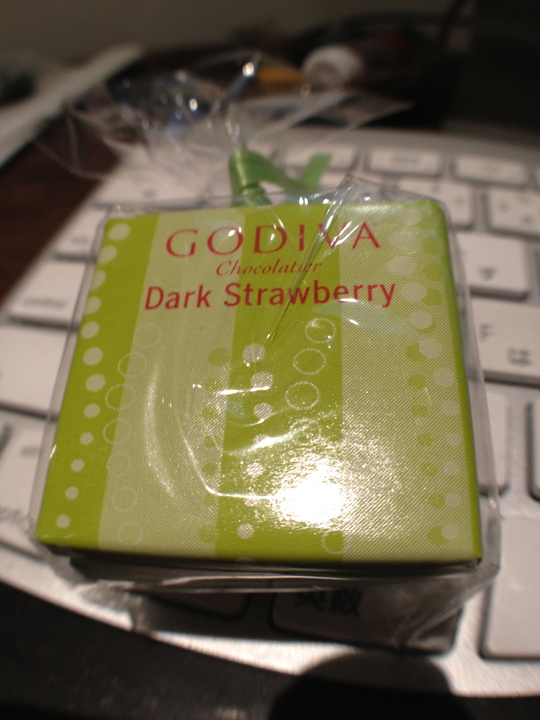 GODIVA
Chocolatier
Dark Strawberry
F